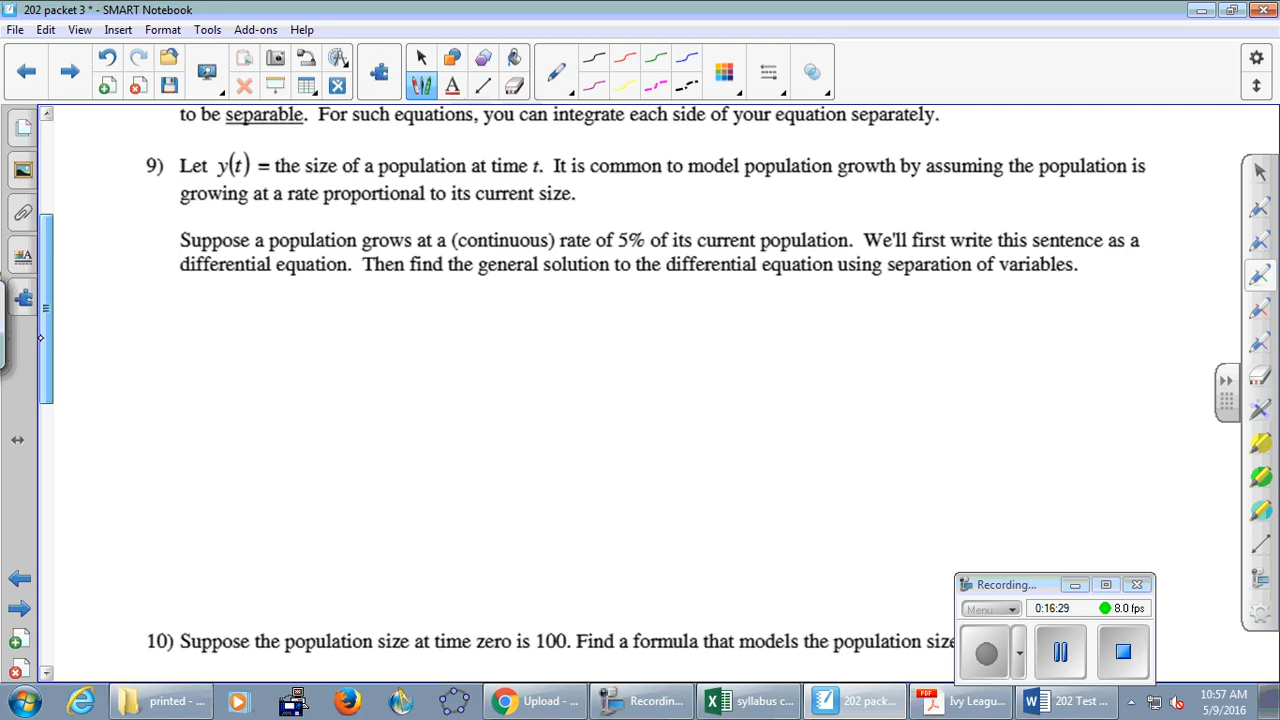 202 packet 3 * - SMART Notebook
File Edit View Insert Format Tools Add-ons Help
to be separable. For such equations, you can integrate each side of your equation separately.
9) Let y(t) = the size of a population at time t. It is common to model population growth by assuming the population is
growing at a rate proportional to its current size.
Suppose a population grows at a (continuous) rate of 5% of its current population. We'll first write this sentence as a
differential equation. Then find the general solution to the differential equation using separation of variables.
Recording...
Menu 0:16:29 8.0 fps
10) Suppose the population size at time zero is 100. Find a formula that models the population size
printed - ... Upload - ... Recordin... syllabus c... 202 pack... Ivy Leagu... 202 Test ... 10:57 AM
5/9/2016